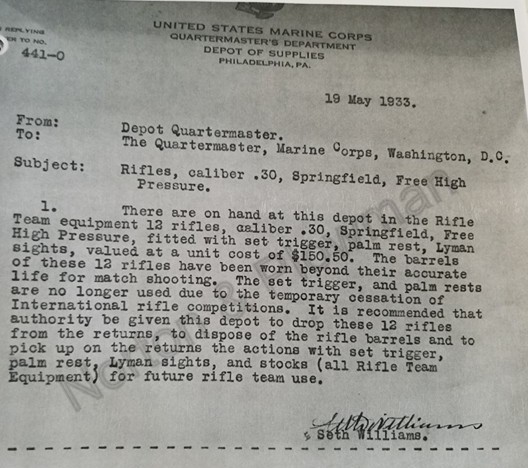 UNITED STATES MARINE CORPS
QUARTERMASTER'S DEPARTMENT
DEPOT OF SUPPLIES
PHILADELPHIA, PA.
REPLYING
TO NO.
441-0
19 May 1933.
From: Depot Quartermaster.
To: The Quartermaster, Marine Corps, Washington, D.C.
Subject: Rifles, caliber .30, Springfield, Free High
Pressure.
1. There are on hand at this depot in the Rifle
Team equipment 12 rifles, caliber .30, Springfield, Free
High Pressure, fitted with set trigger, palm rest, Lyman
sights, valued at a unit cost of $150.50. The barrels
of these 12 rifles have been worn beyond their accurate
life for match shooting. The set trigger, and palm rests
are no longer used due to the temporary cessation of
International rifle competitions. It is recommended that
authority be given this depot to drop these 12 rifles
from the returns, to dispose of the rifle barrels and to
pick up on the returns the actions with set trigger,
palm rest, Lyman sights, and stocks (all Rifle Team
Equipment) for future rifle team use.
Seth Williams
Seth Williams.